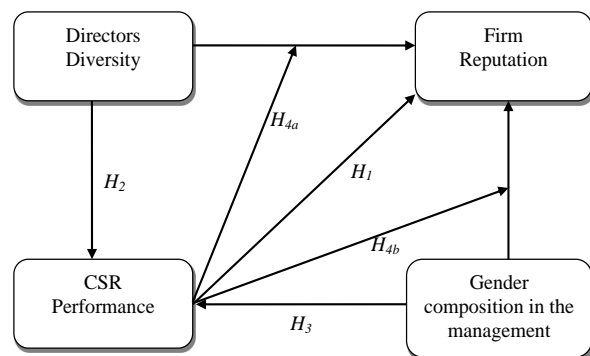 Directors
Diversity
Firm
Reputation
H4a
H1
H2
H4b
CSR
Performance
H3
Gender
composition in the
management